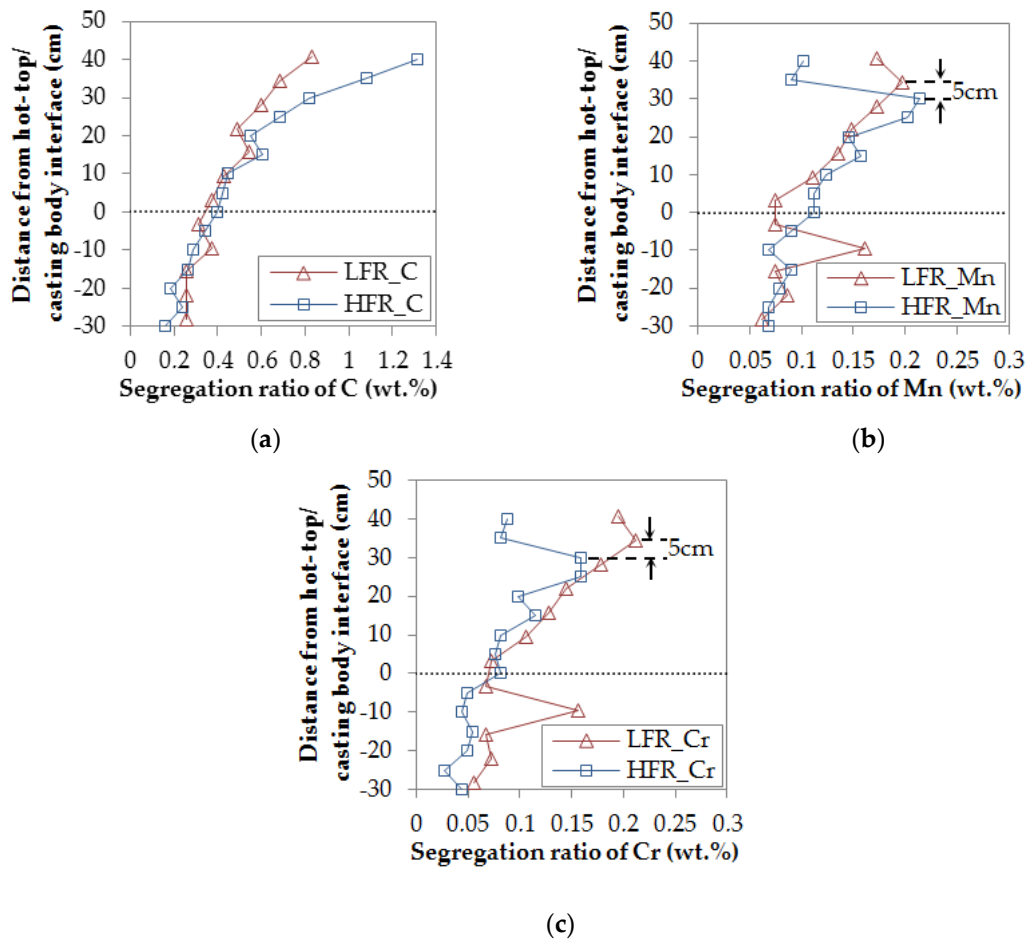 50
40
30
20
10
0
-10
-20
-30
Distance from hot-top/
casting body interface (cm)
LFR_C
HFR_C
0 0.2 0.4 0.6 0.8 1 1.2 1.4
Segregation ratio of C (wt.%)
(a)
50
40
30
20
10
0
-10
-20
-30
Distance from hot-top/
casting body interface (cm)
5cm
LFR_Mn
HFR_Mn
0 0.05 0.1 0.15 0.2 0.25 0.3
Segregation ratio of Mn (wt.%)
(b)
50
40
30
20
10
0
-10
-20
-30
Distance from hot-top/
casting body interface (cm)
5cm
LFR_Cr
HFR_Cr
0 0.05 0.1 0.15 0.2 0.25 0.3
Segregation ratio of Cr (wt.%)
(c)